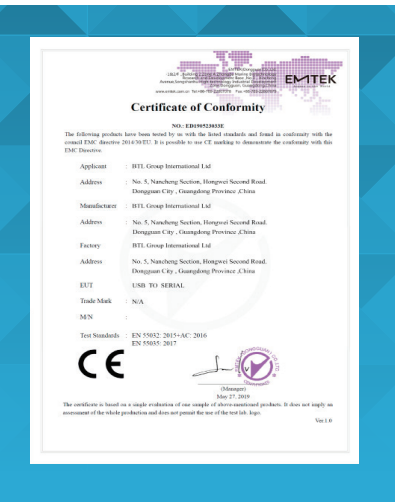 EMTEK
Certificate of Conformity
NO.: ED190523033E
The following products have been tested by us with the listed standards and found in conformity with the
council EMC directive 2014/30/EU. It is possible to use CE marking to demonstrate the conformity with this
EMC Directive.
Applicant : BTL Group International Ltd
Address : No. 5, Nancheng Section, Hongwei Second Road.
Dongguan City , Guangdong Province ,China
Manufacturer : BTL Group International Ltd
Address : No. 5, Nancheng Section, Hongwei Second Road.
Dongguan City , Guangdong Province ,China
Factory : BTL Group International Ltd
Address : No. 5, Nancheng Section, Hongwei Second Road.
Dongguan City , Guangdong Province ,China
EUT : USB TO SERIAL
Trade Mark : N/A
M/N :
Test Standards : EN 55032: 2015+AC: 2016
EN 55035: 2017
CE
(Manager)
May 27, 2019
The certificate is based on a single evaluation of one sample of above-mentioned products. It does not imply an
assessment of the whole production and does not permit the use of the test lab. logo.
Ver.1.0